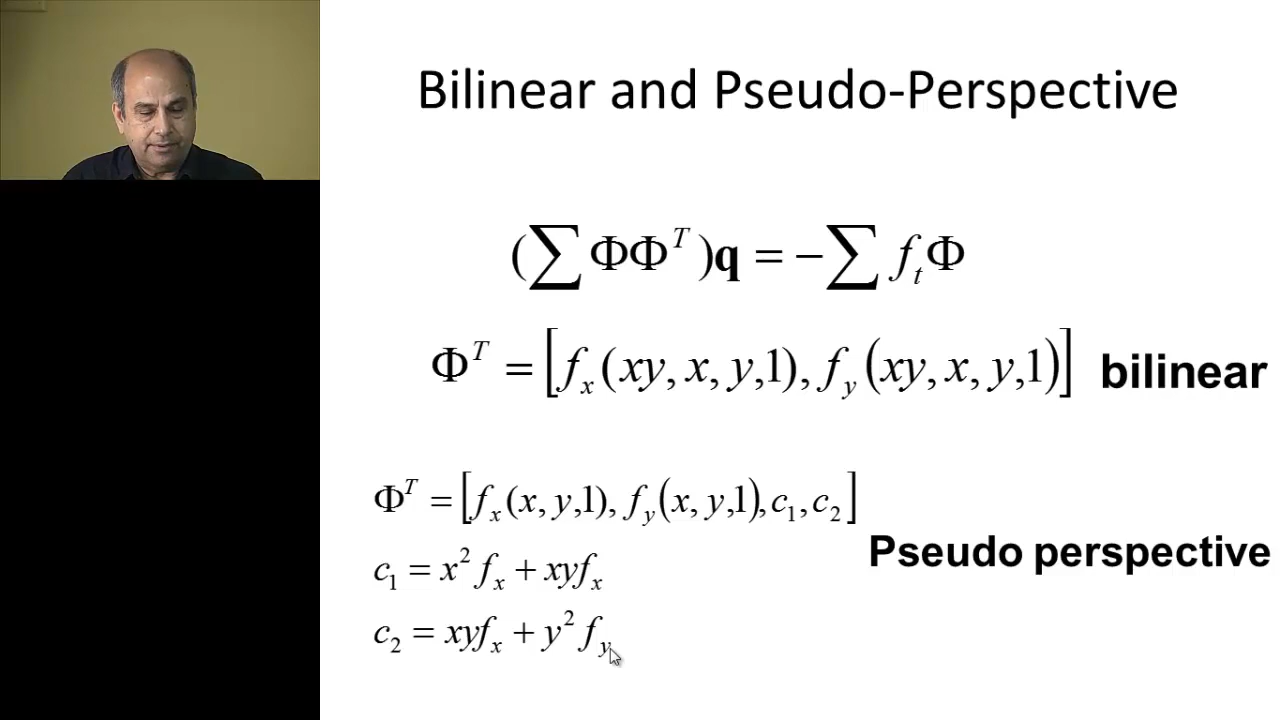 Bilinear and Pseudo-Perspective
(∑ ΦΦ^T)q = −∑ f_t Φ
Φ^T = [f_x(xy, x, y,1), f_y(xy, x, y,1)] bilinear
Φ^T = [f_x(x, y,1), f_y(x, y,1), c_1, c_2]
Pseudo perspective
c_1 = x^2 f_x + xyf_x
c_2 = xyf_x + y^2 f_y